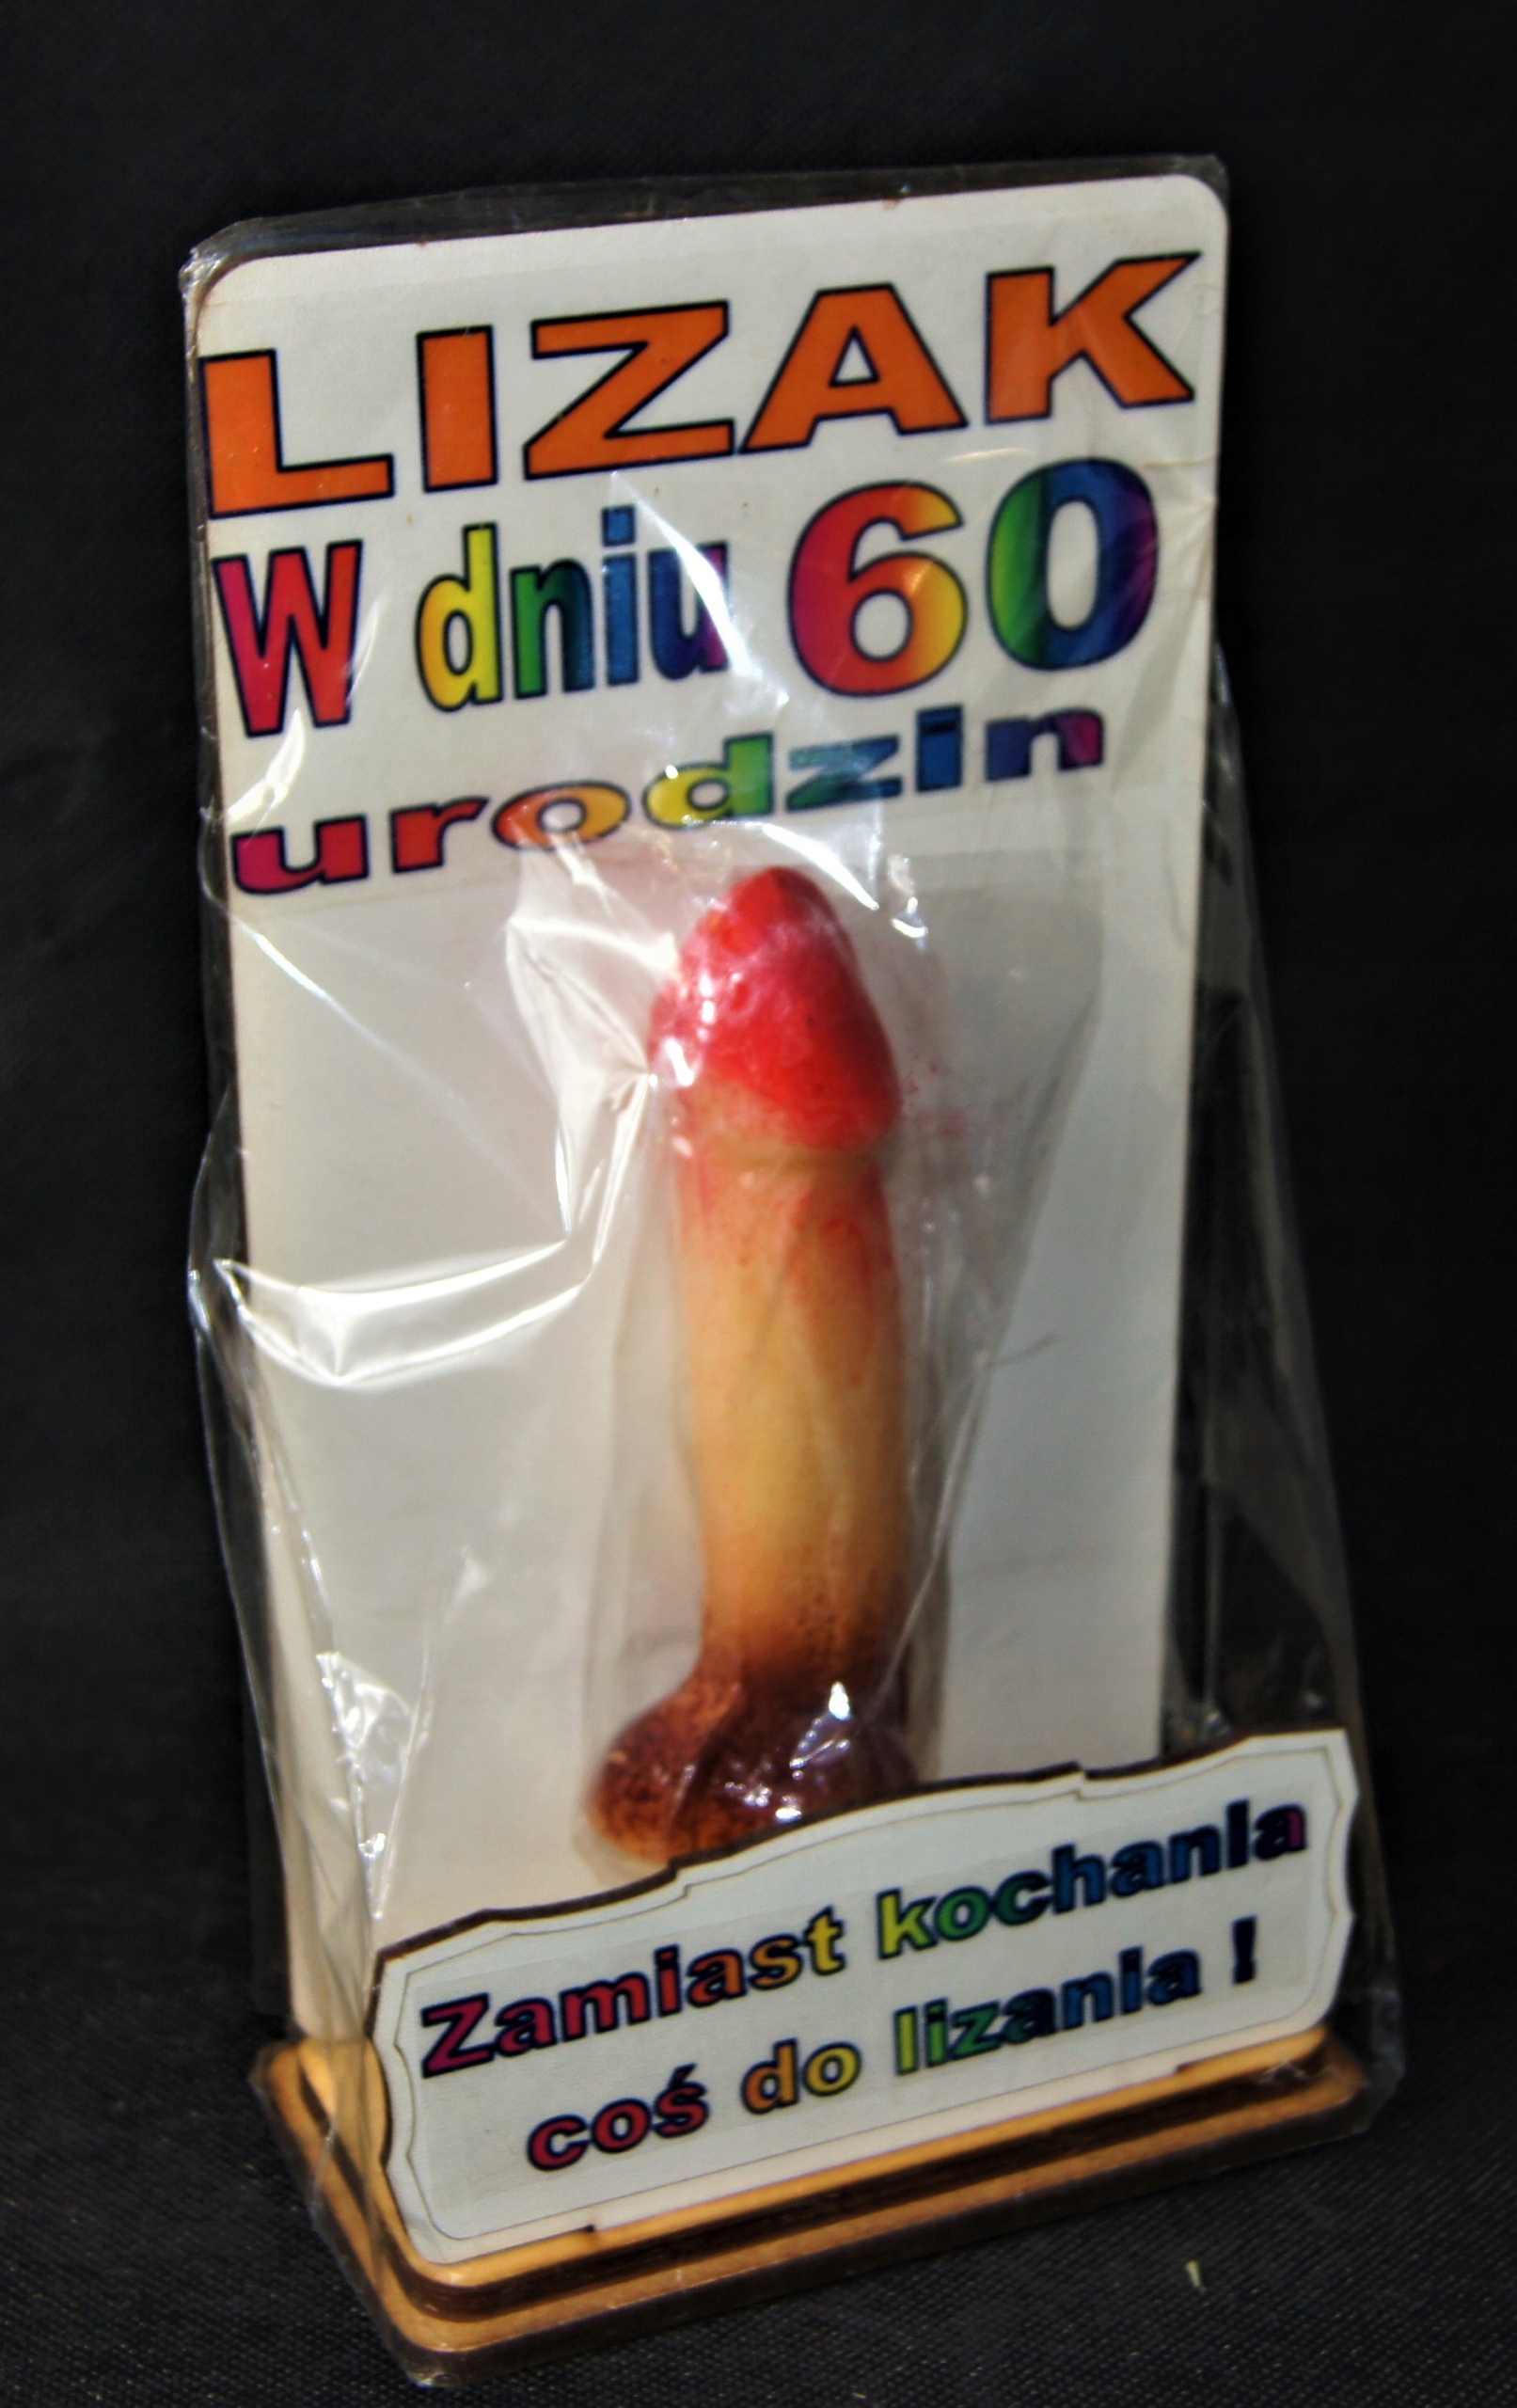 LIZAK
W dniu 60
urodzin
Zamiast kochania
coś do lizania !